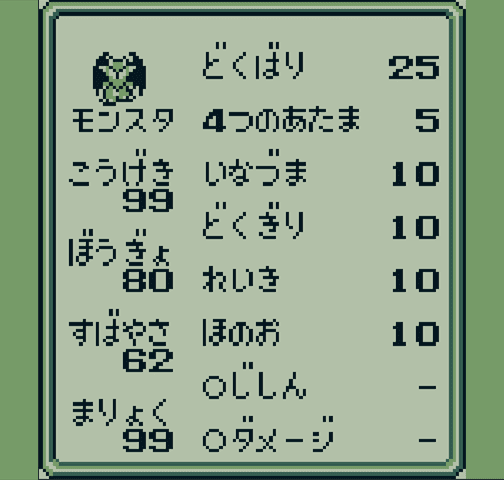 どくばり 25
モンスタ 4つのあたま 5
こうげき いなづま 10
99
どくぎり 10
ぼうぎょ
80 れいき 10
すばやさ ほのお 10
62
○じしん -
まりょく
99 ○ダメージ -